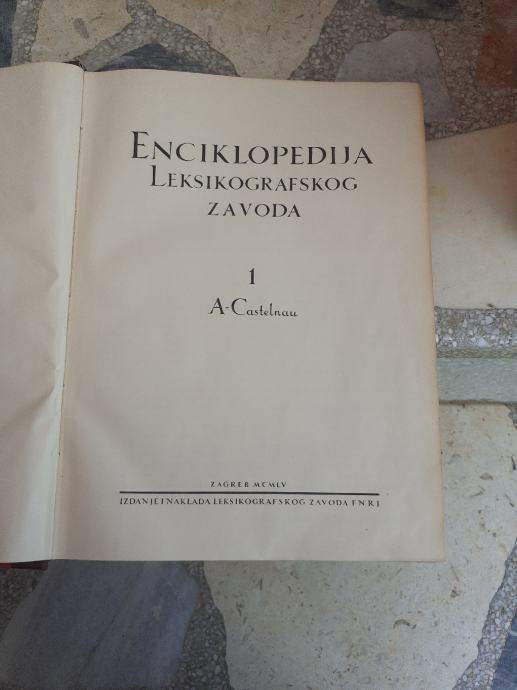 ENCIKLOPEDIJA
LEKSIKOGRAFSKOG
ZAVODA
1
A-Castelnau
ZAGREB MCMLV
IZDANJE I NAKLADA LEKSIKOGRAFSKOG ZAVODA FNRJ